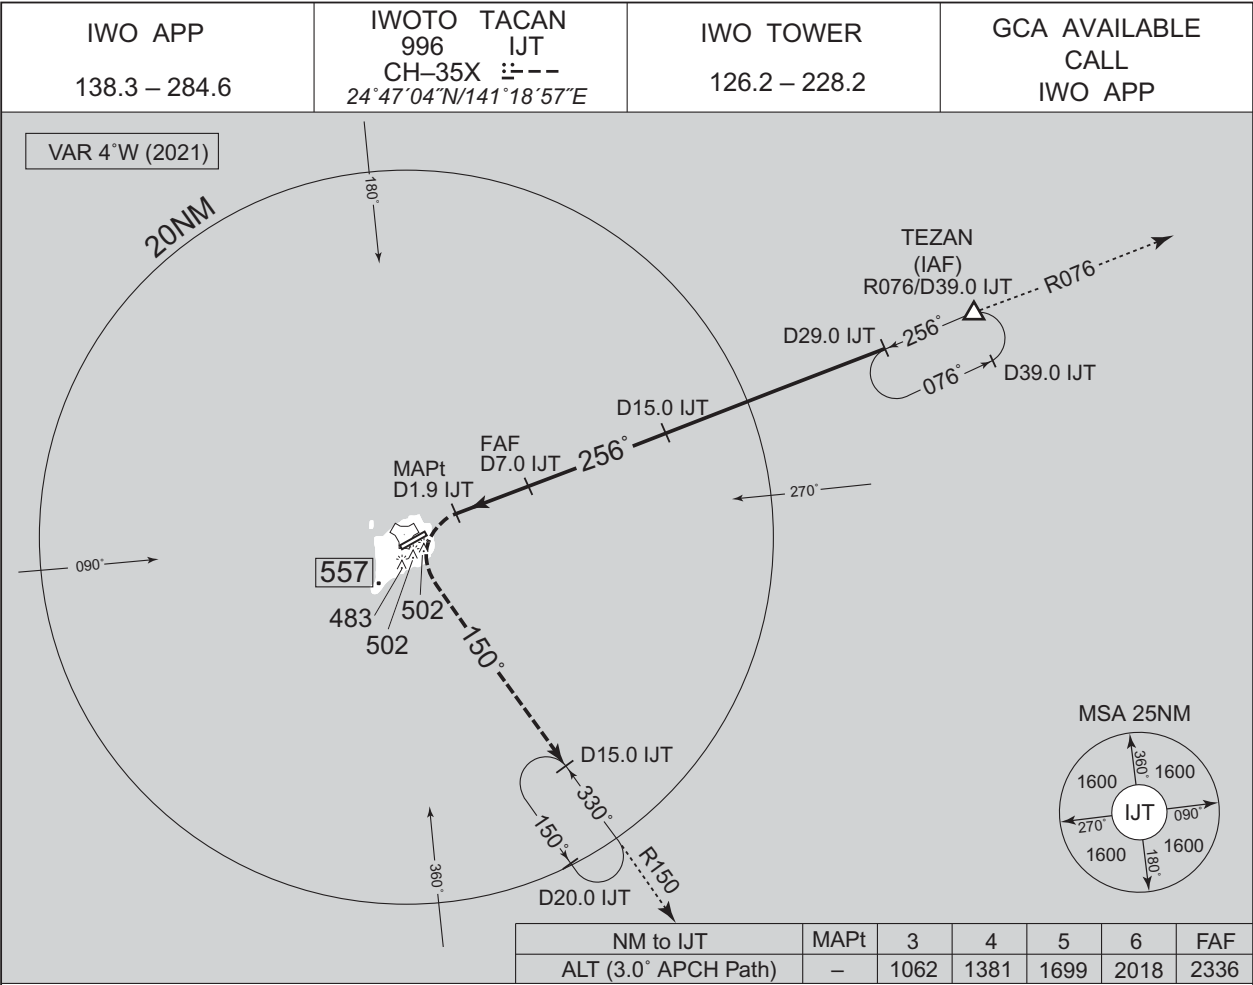 IWO APP
138.3 – 284.6
IWOTO TACAN
996 IJT
CH–35X
24˚47´04˝N/141˚18´57˝E
IWO TOWER
126.2 – 228.2
GCA AVAILABLE
CALL
IWO APP
VAR 4˚W (2021)
20NM
180˚
TEZAN
(IAF)
R076/D39.0 IJT
R076
D29.0 IJT
256˚
076˚
D39.0 IJT
D15.0 IJT
256˚
FAF
D7.0 IJT
MAPt
D1.9 IJT
270˚
090˚
557
483
502
502
150˚
D15.0 IJT
330˚
150˚
R150
D20.0 IJT
360˚
MSA 25NM
360˚
1600
1600
IJT
270˚
090˚
1600
1600
180˚
NM to IJT MAPt 3 4 5 6 FAF
ALT (3.0˚ APCH Path) – 1062 1381 1699 2018 2336